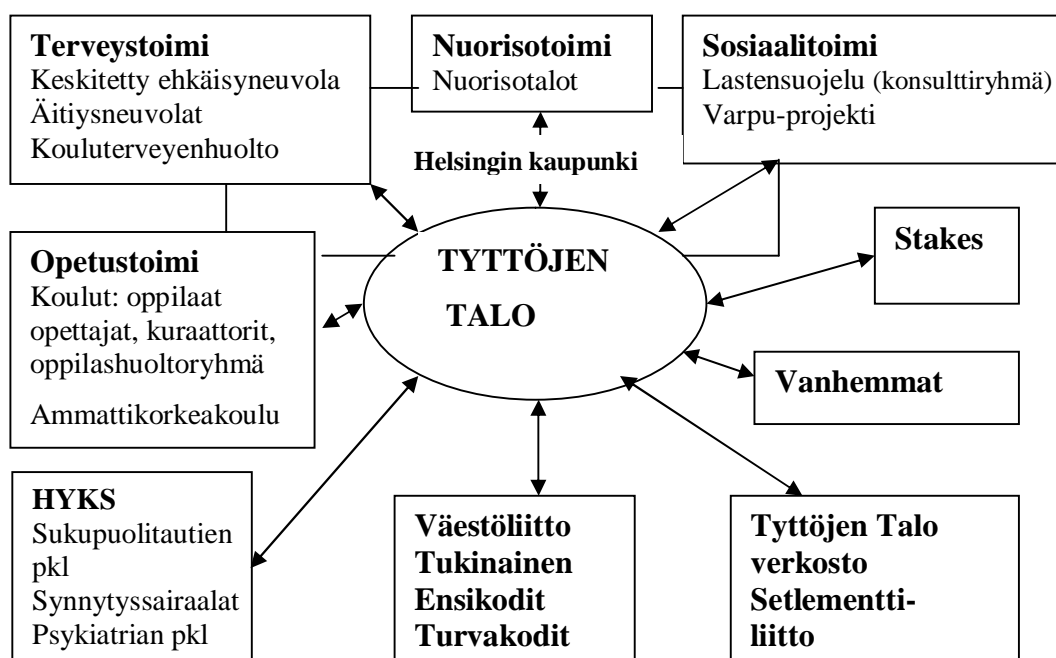 Terveystoimi
Keskitetty ehkäisyneuvola
Äitiysneuvolat
Kouluterveyenhuolto
Nuorisotoimi
Nuorisotalot
Sosiaalitoimi
Lastensuojelu (konsulttiryhmä)
Varpu-projekti
Helsingin kaupunki
Opetustoimi
Koulut: oppilaat
opettajat, kuraattorit,
oppilashuoltoryhmä
Ammattikorkeakoulu
TYTTÖJEN
TALO
Stakes
Vanhemmat
HYKS
Sukupuolitautien
pkl
Synnytyssairaalat
Psykiatrian pkl
Väestöliitto
Tukinainen
Ensikodit
Turvakodit
Tyttöjen Talo
verkosto
Setlementti-
liitto